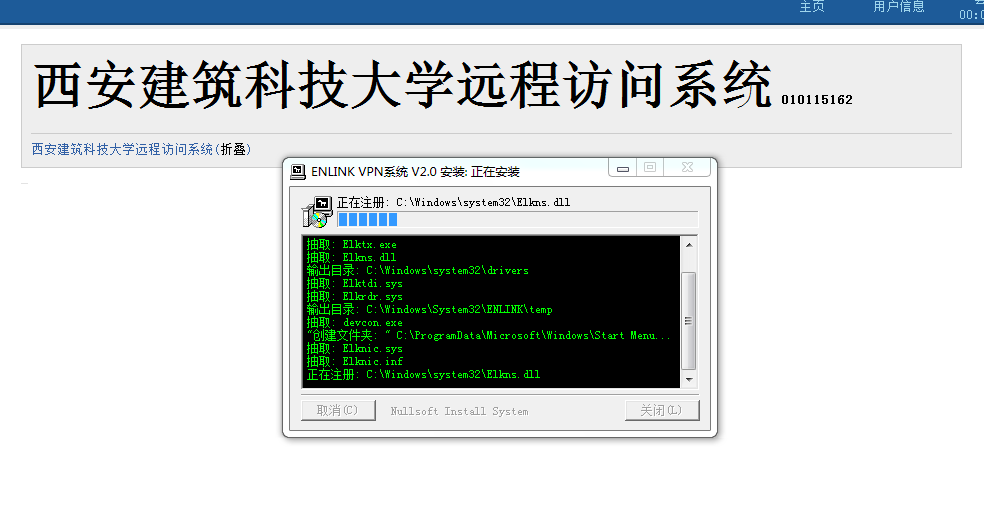 主页 用户信息
00:
西安建筑科技大学远程访问系统 010115162
西安建筑科技大学远程访问系统(折叠)
ENLINK VPN系统 V2.0 安装: 正在安装
正在注册: C:\Windows\system32\Elkns.dll
抽取: Elktx.exe
抽取: Elkns.dll
输出目录: C:\Windows\system32\drivers
抽取: Elktdi.sys
抽取: Elkrdr.sys
输出目录: C:\Windows\System32\ENLINK\temp
抽取: devcon.exe
"创建文件夹: " C:\ProgramData\Microsoft\Windows\Start Menu...
抽取: Elknic.sys
抽取: Elknic.inf
正在注册: C:\Windows\system32\Elkns.dll
取消(C) Nullsoft Install System 关闭(L)